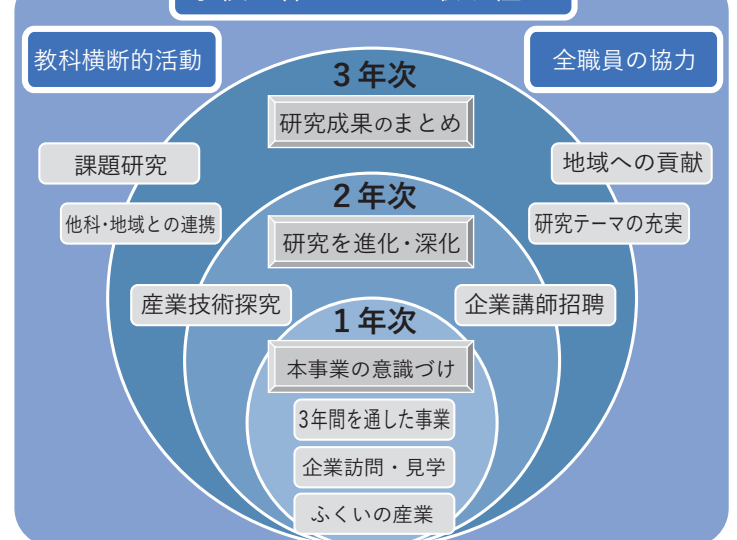 教科横断的活動
全職員の協力
3年次
研究成果のまとめ
課題研究
地域への貢献
他科・地域との連携
研究テーマの充実
2年次
研究を進化・深化
産業技術探究
企業講師招聘
1年次
本事業の意識づけ
3年間を通した事業
企業訪問・見学
ふくいの産業